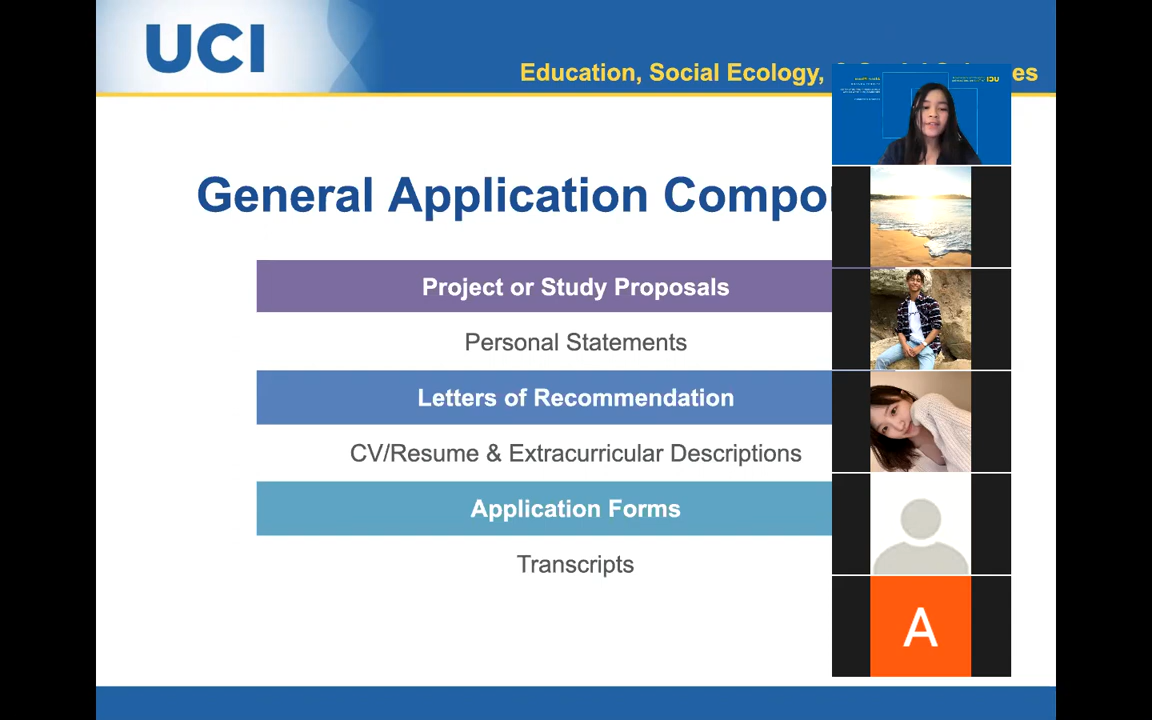 UCI
Education, Social Ecology,
es
General Application Compo
Project or Study Proposals
Personal Statements
Letters of Recommendation
CV/Resume & Extracurricular Descriptions
Application Forms
Transcripts
A